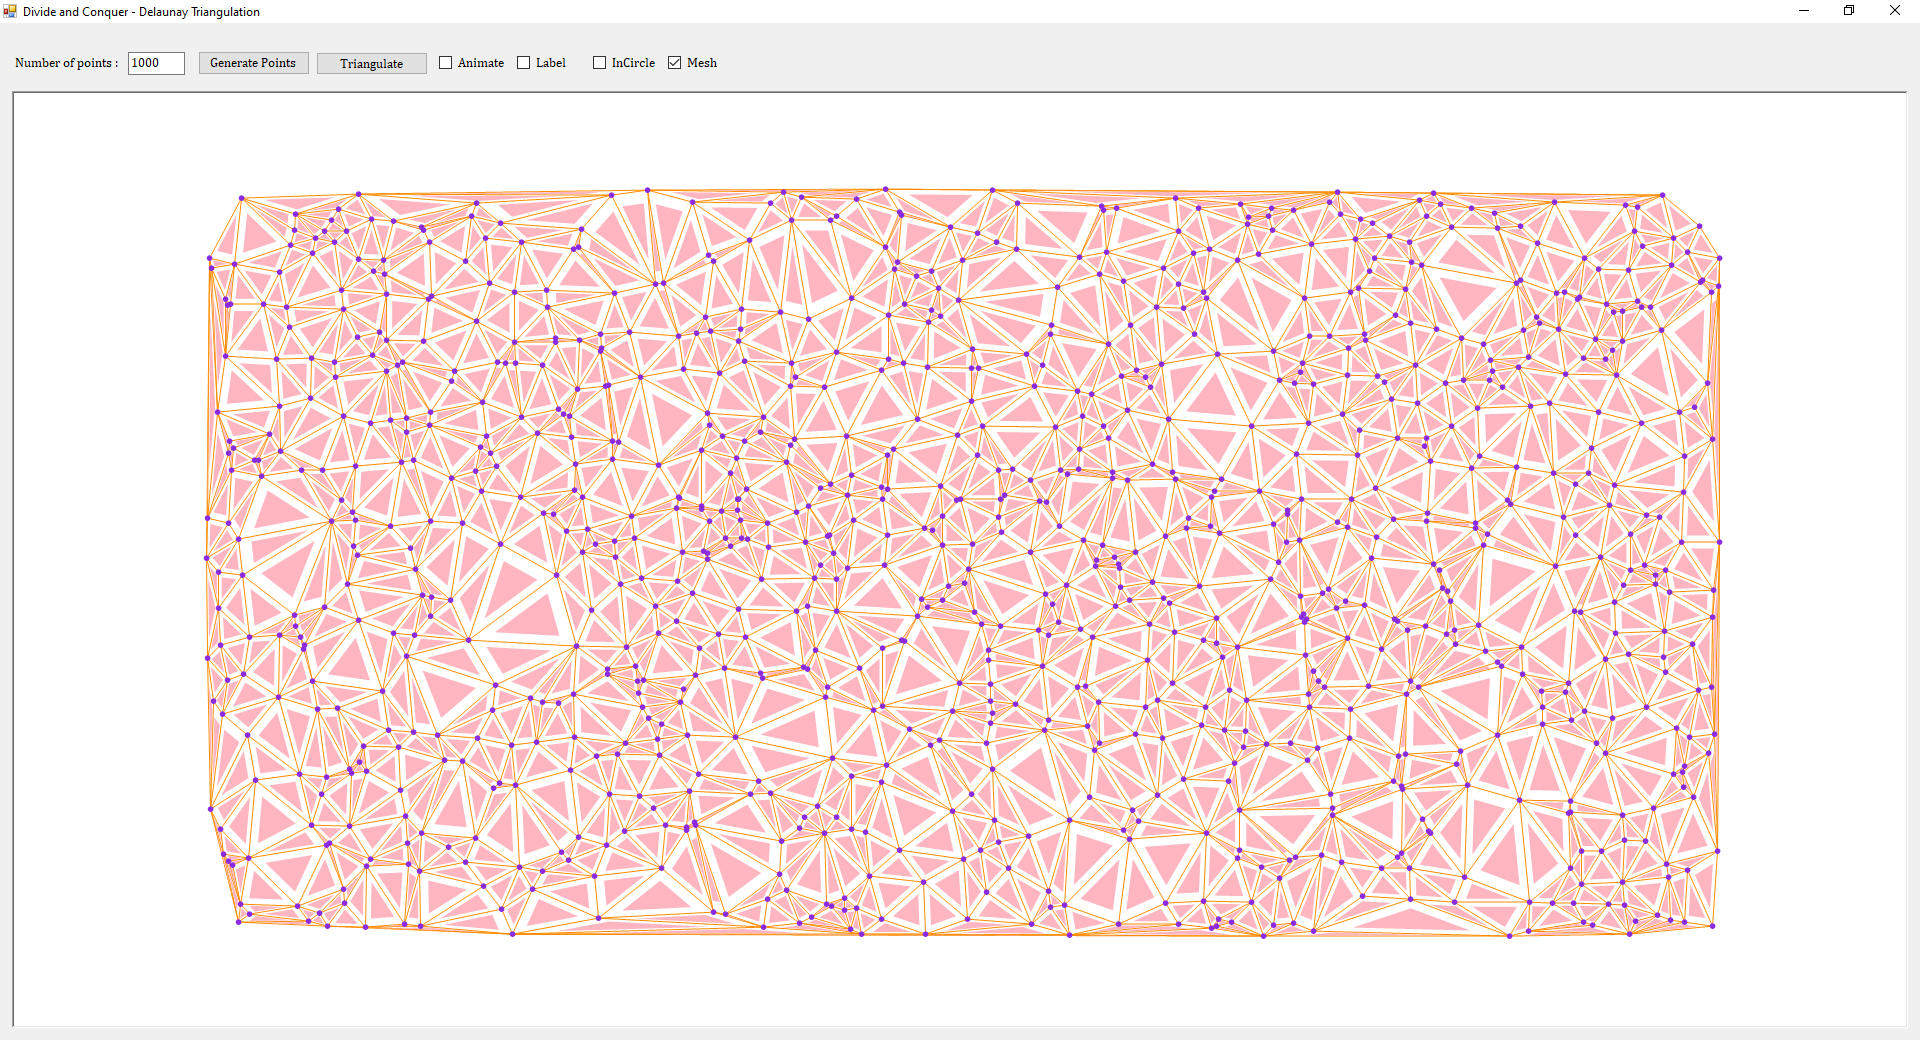 Divide and Conquer - Delaunay Triangulation
Number of points : 1000 Generate Points Triangulate Animate Label InCircle Mesh